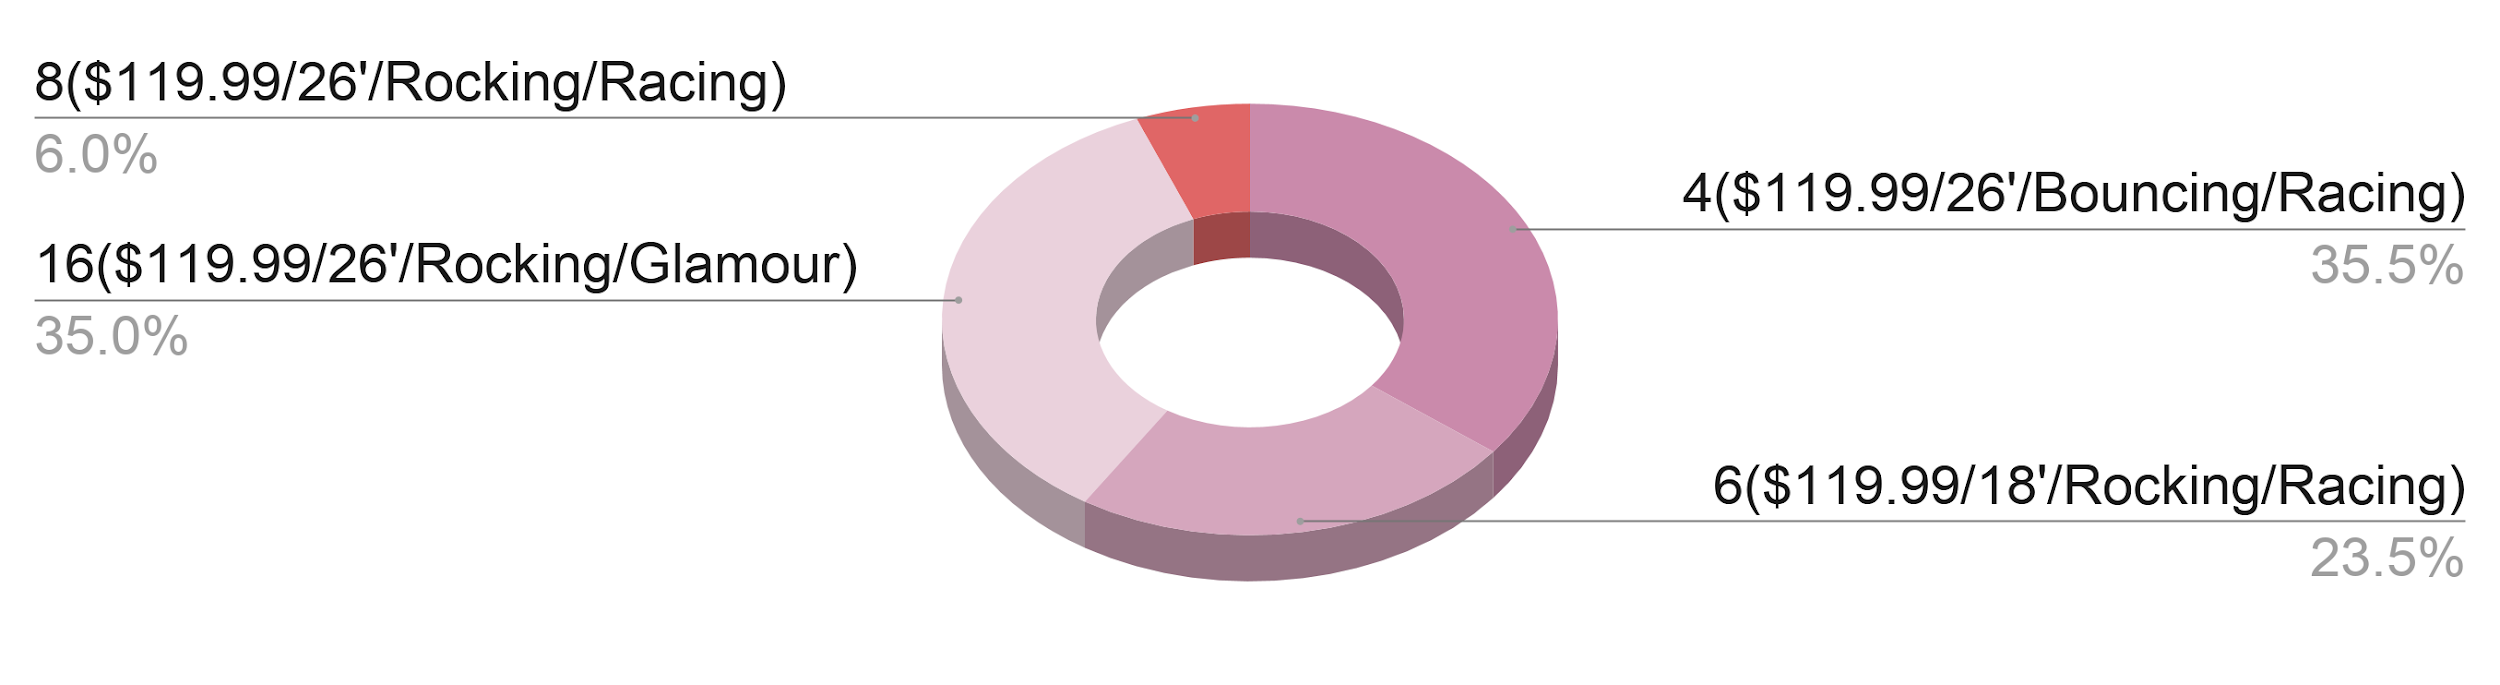 8($119.99/26'/Rocking/Racing)
6.0%
16($119.99/26'/Rocking/Glamour)
35.0%
4($119.99/26'/Bouncing/Racing)
35.5%
6($119.99/18'/Rocking/Racing)
23.5%